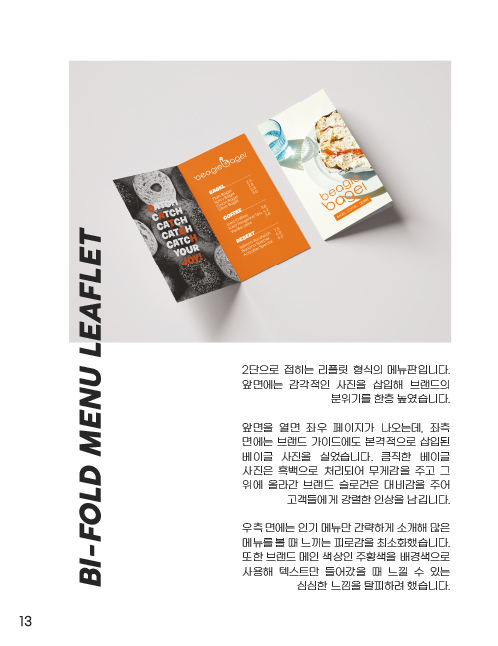 CATCH
CATCH
CATCH
CATCH
CATCH
YOUR
JOY!
beagle bagel
BAGEL
COFFEE
DESSERT
beagle
bagel
BI-FOLD MENU LEAFLET
2단으로 접히는 리플릿 형식의 메뉴판입니다.
앞면에는 감각적인 사진을 삽입해 브랜드의
분위기를 한층 높였습니다.
앞면을 열면 좌우 페이지가 나오는데, 좌측
면에는 브랜드 가이드에도 본격적으로 삽입된
베이글 사진을 실었습니다. 큼직한 베이글
사진은 흑백으로 처리되어 무게감을 주고 그
위에 올라간 브랜드 슬로건은 대비감을 주어
고객들에게 강렬한 인상을 남깁니다.
우측 면에는 인기 메뉴만 간략하게 소개해 많은
메뉴를 볼 때 느끼는 피로감을 최소화했습니다.
또한 브랜드 메인 색상인 주황색을 배경색으로
사용해 텍스트만 들어갔을 때 느낄 수 있는
심심한 느낌을 탈피하려 했습니다.
13